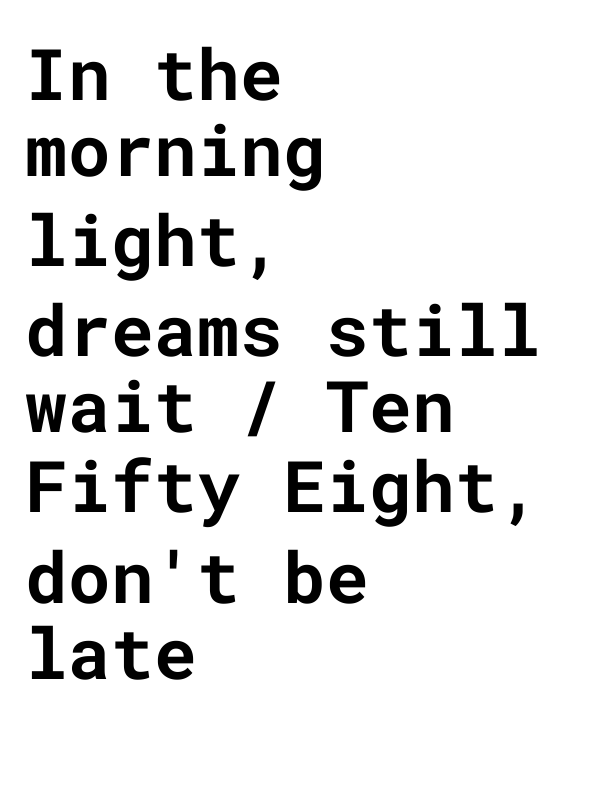 In the
morning
light,
dreams still
wait / Ten
Fifty Eight,
don't be
late